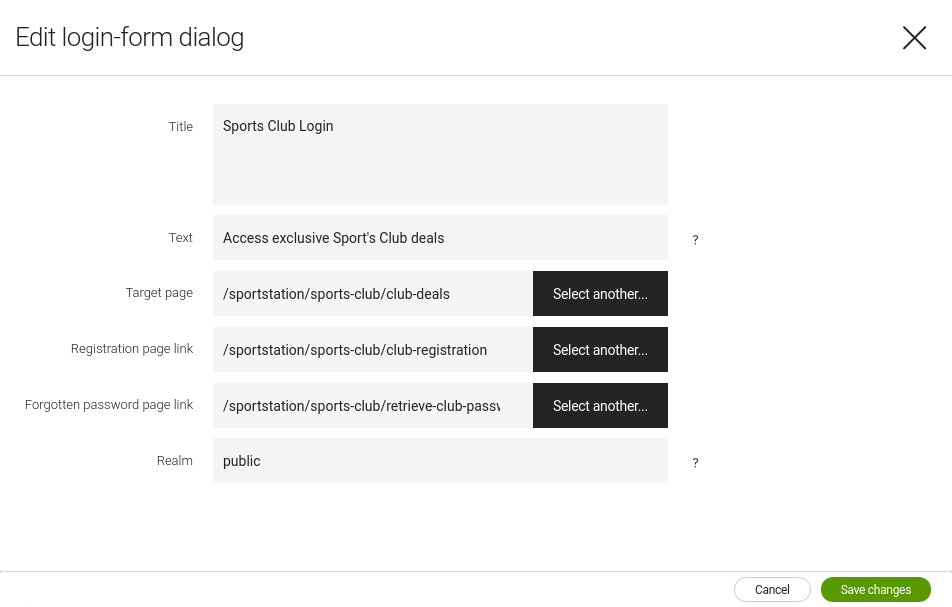 Edit login-form dialog
Title
Sports Club Login
Text
Access exclusive Sport's Club deals
?
Target page
/sportstation/sports-club/club-deals
Select another...
Registration page link
/sportstation/sports-club/club-registration
Select another...
Forgotten password page link
/sportstation/sports-club/retrieve-club-passw
Select another...
Realm
public
?
Cancel
Save changes